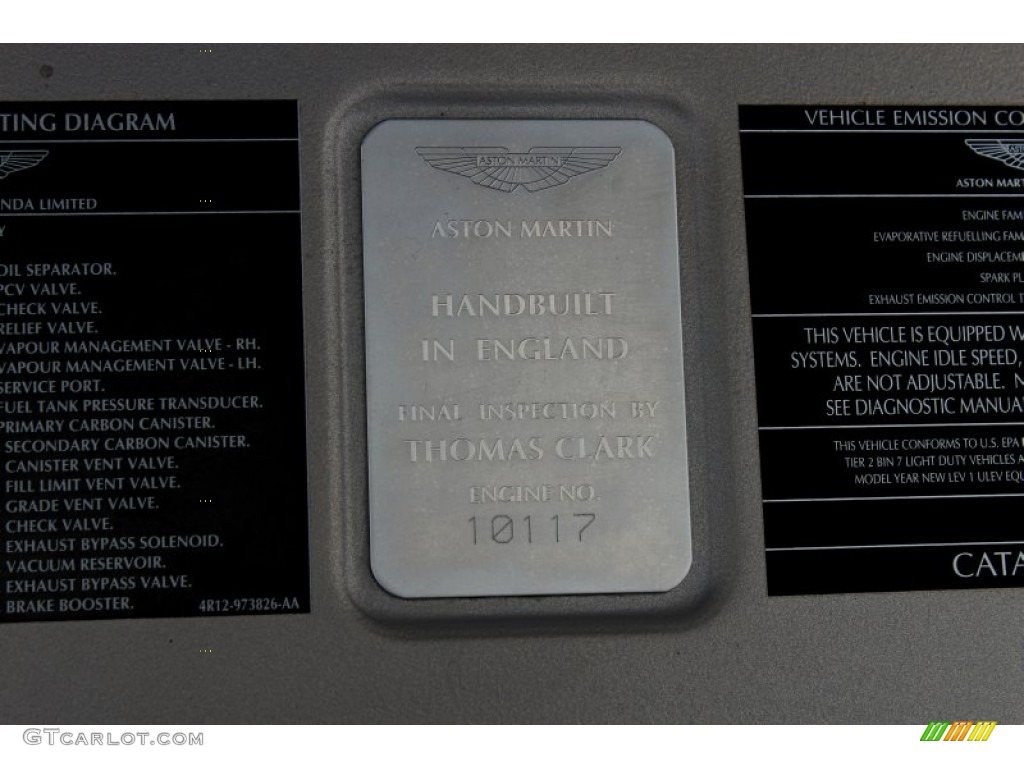 TING DIAGRAM
NDA LIMITED
Y
OIL SEPARATOR.
PCV VALVE.
CHECK VALVE.
RELIEF VALVE.
VAPOUR MANAGEMENT VALVE - RH.
VAPOUR MANAGEMENT VALVE - LH.
SERVICE PORT.
FUEL TANK PRESSURE TRANSDUCER.
PRIMARY CARBON CANISTER.
SECONDARY CARBON CANISTER.
CANISTER VENT VALVE.
FILL LIMIT VENT VALVE.
GRADE VENT VALVE.
CHECK VALVE.
EXHAUST BYPASS SOLENOID.
VACUUM RESERVOIR.
EXHAUST BYPASS VALVE.
BRAKE BOOSTER.
4R12-973826-AA
ASTON MARTIN
ASTON MARTIN
HANDBUILT
IN ENGLAND
FINAL INSPECTION BY
THOMAS CLARK
ENGINE NO.
10117
VEHICLE EMISSION CO
AST
ASTON MART
ENGINE FAM
EVAPORATIVE REFUELLING FAM
ENGINE DISPLACEME
SPARK PL
EXHAUST EMISSION CONTROL T
THIS VEHICLE IS EQUIPPED W
SYSTEMS. ENGINE IDLE SPEED,
ARE NOT ADJUSTABLE. N
SEE DIAGNOSTIC MANUA
THIS VEHICLE CONFORMS TO U.S. EPA
TIER 2 BIN 7 LIGHT DUTY VEHICLES A
MODEL YEAR NEW LEV 1 ULEV EQU
CATA
GTCARLOT.COM